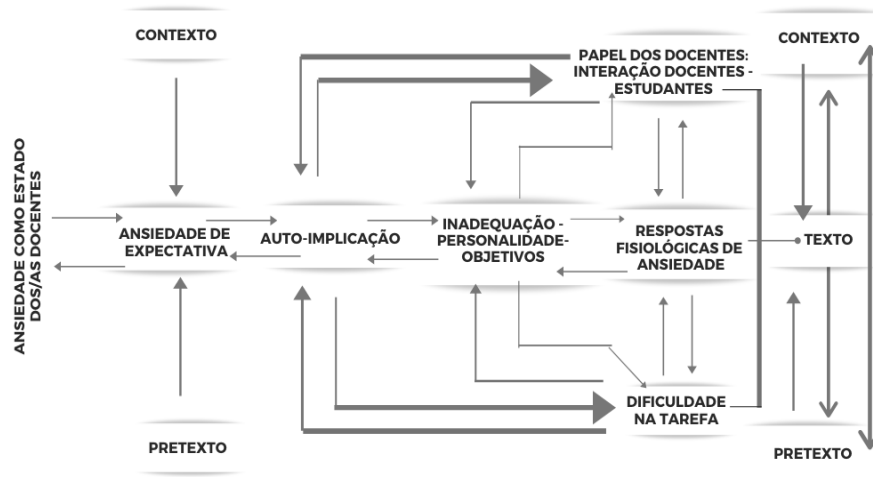 CONTEXTO
PAPEL DOS DOCENTES:
INTERAÇÃO DOCENTES -
ESTUDANTES
CONTEXTO
ANSIEDADE COMO ESTADO
DOS/AS DOCENTES
ANSIEDADE DE
EXPECTATIVA
AUTO-IMPLICAÇÃO
INADEQUAÇÃO -
PERSONALIDADE-
OBJETIVOS
RESPOSTAS
FISIOLÓGICAS DE
ANSIEDADE
TEXTO
DIFICULDADE
NA TAREFA
PRETEXTO
PRETEXTO